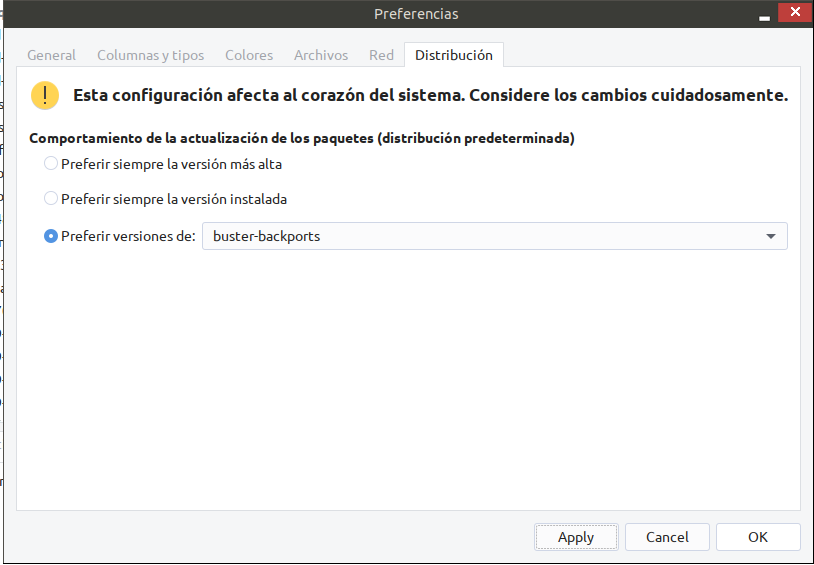 Preferencias
General Columnas y tipos Colores Archivos Red Distribución
Esta configuración afecta al corazón del sistema. Considere los cambios cuidadosamente.
Comportamiento de la actualización de los paquetes (distribución predeterminada)
Preferir siempre la versión más alta
Preferir siempre la versión instalada
Preferir versiones de: buster-backports
Apply Cancel OK